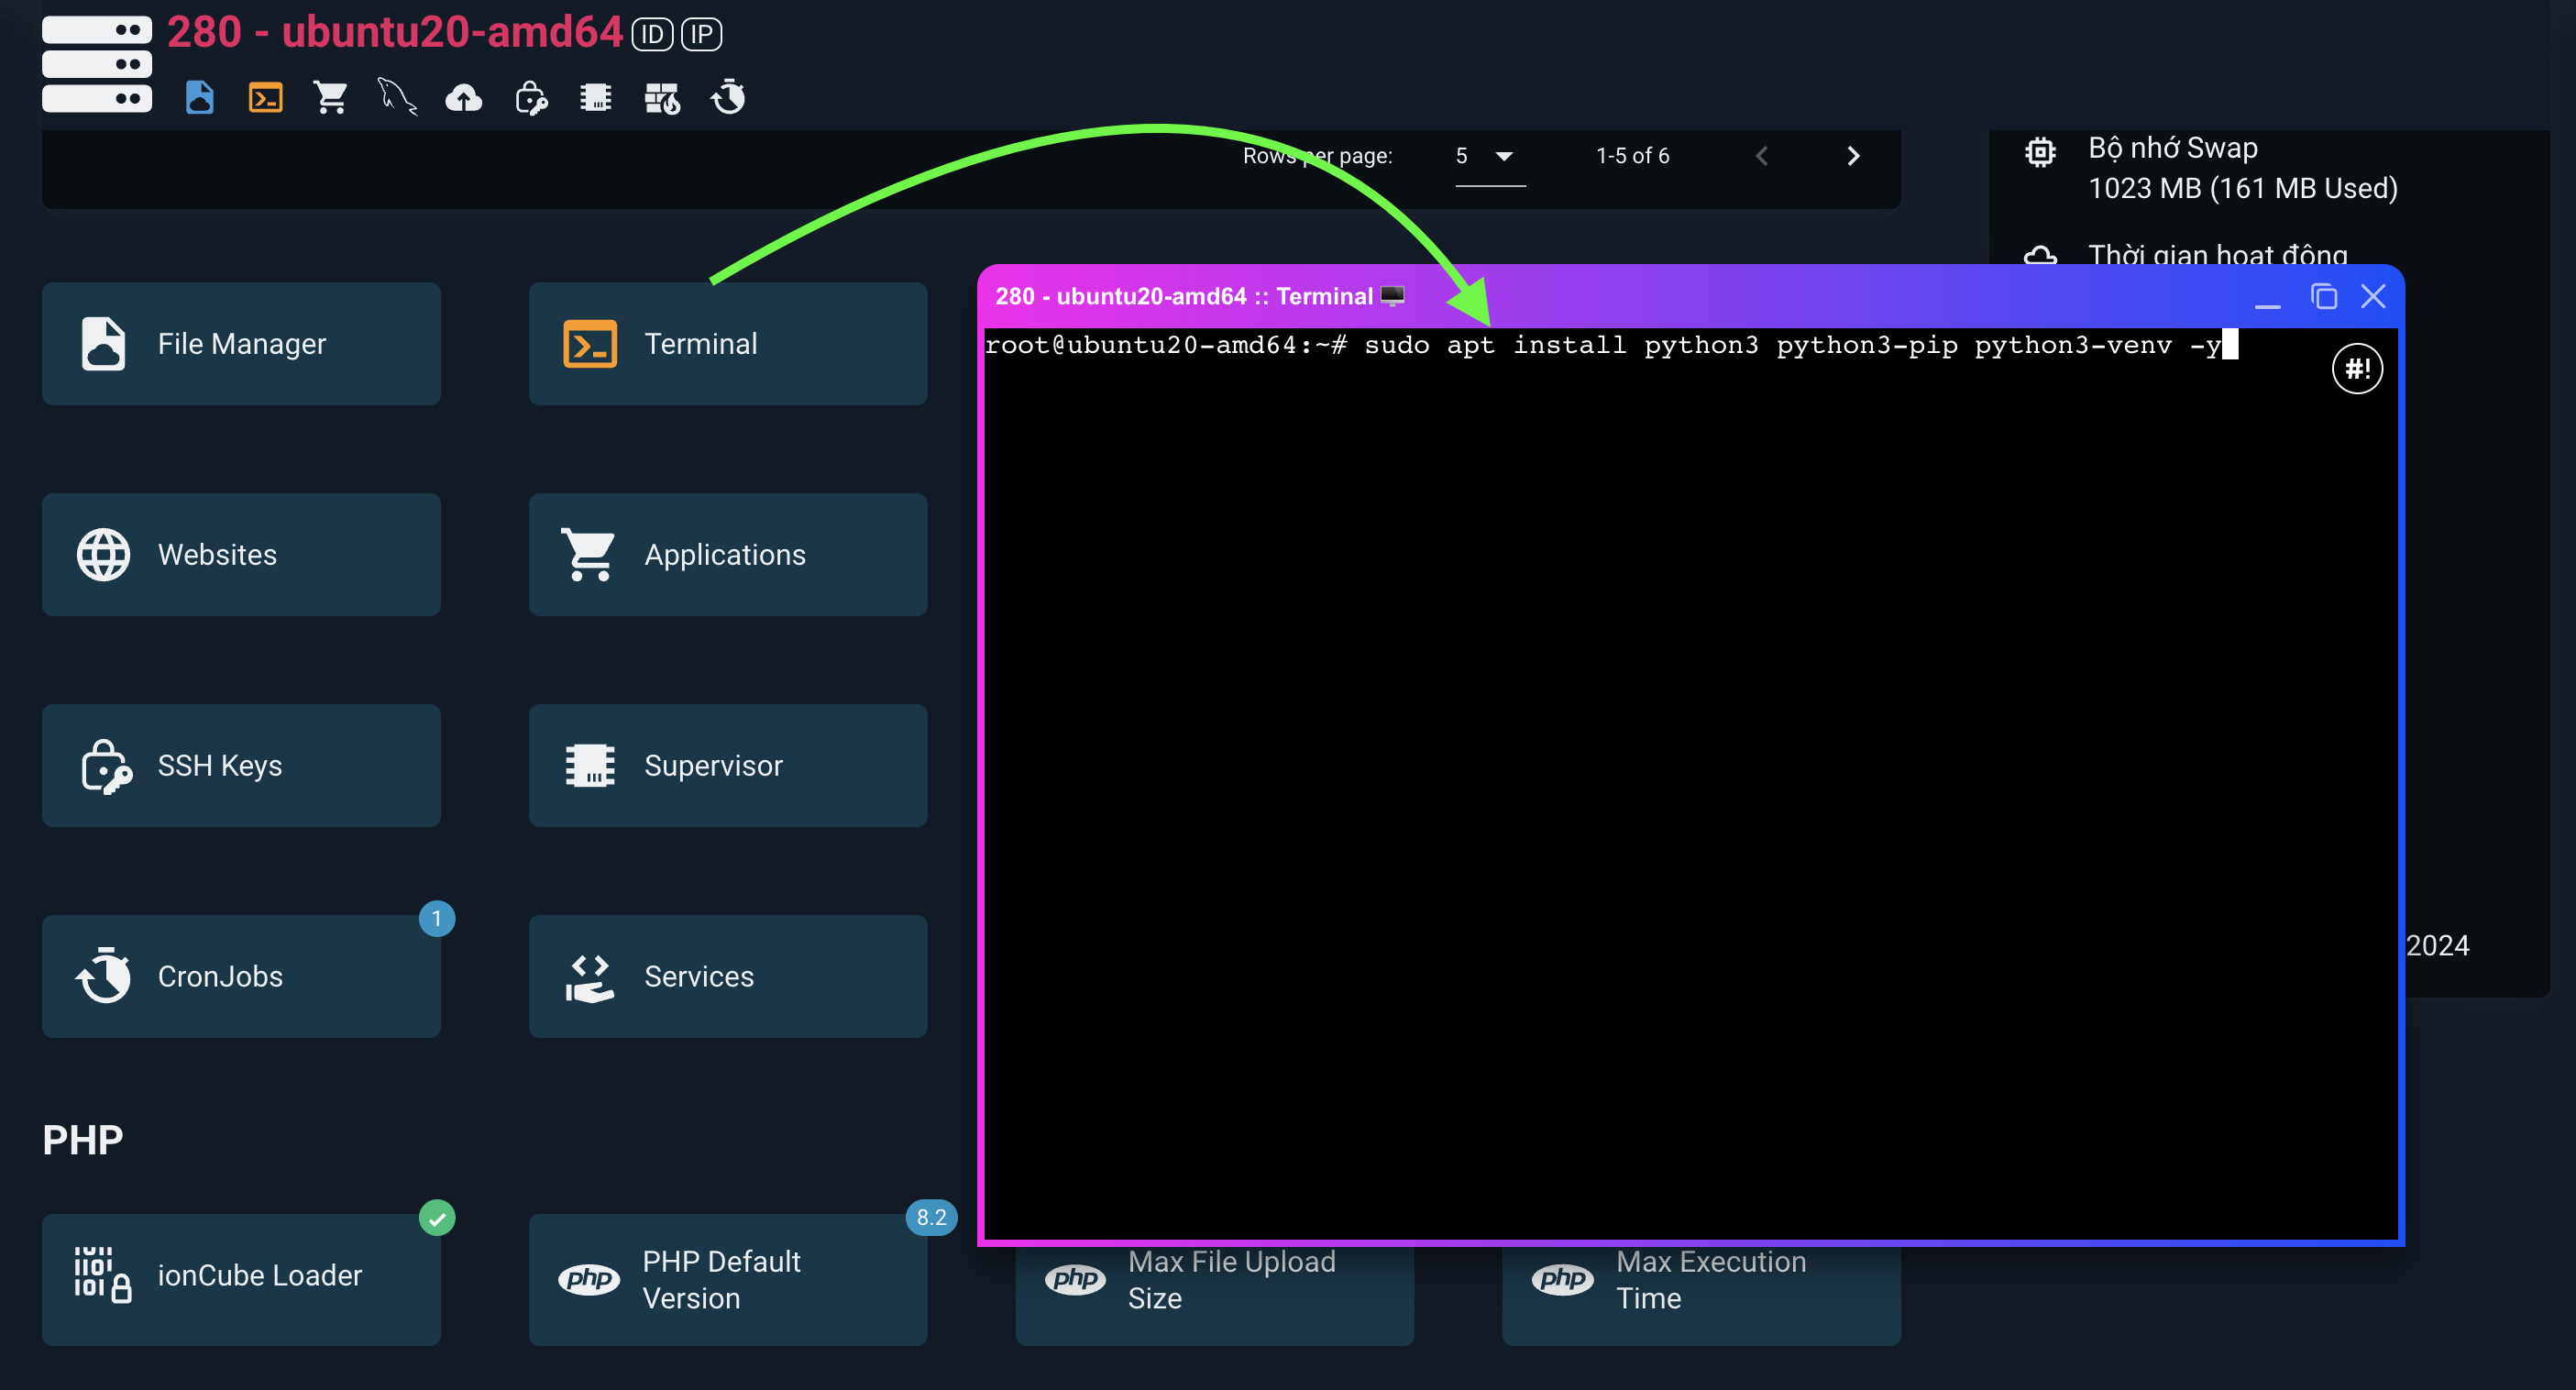 280 - ubuntu20-amd64 ID IP
Rows per page: 5 1-5 of 6
Bộ nhớ Swap
1023 MB (161 MB Used)
Thời gian hoạt động
280 - ubuntu20-amd64 :: Terminal
root@ubuntu20-amd64:~# sudo apt install python3 python3-pip python3-venv -y
#!
File Manager
Terminal
Websites
Applications
SSH Keys
Supervisor
1
CronJobs
Services
2024
PHP
ionCube Loader
8.2
php PHP Default
Version
php Max File Upload
Size
php Max Execution
Time